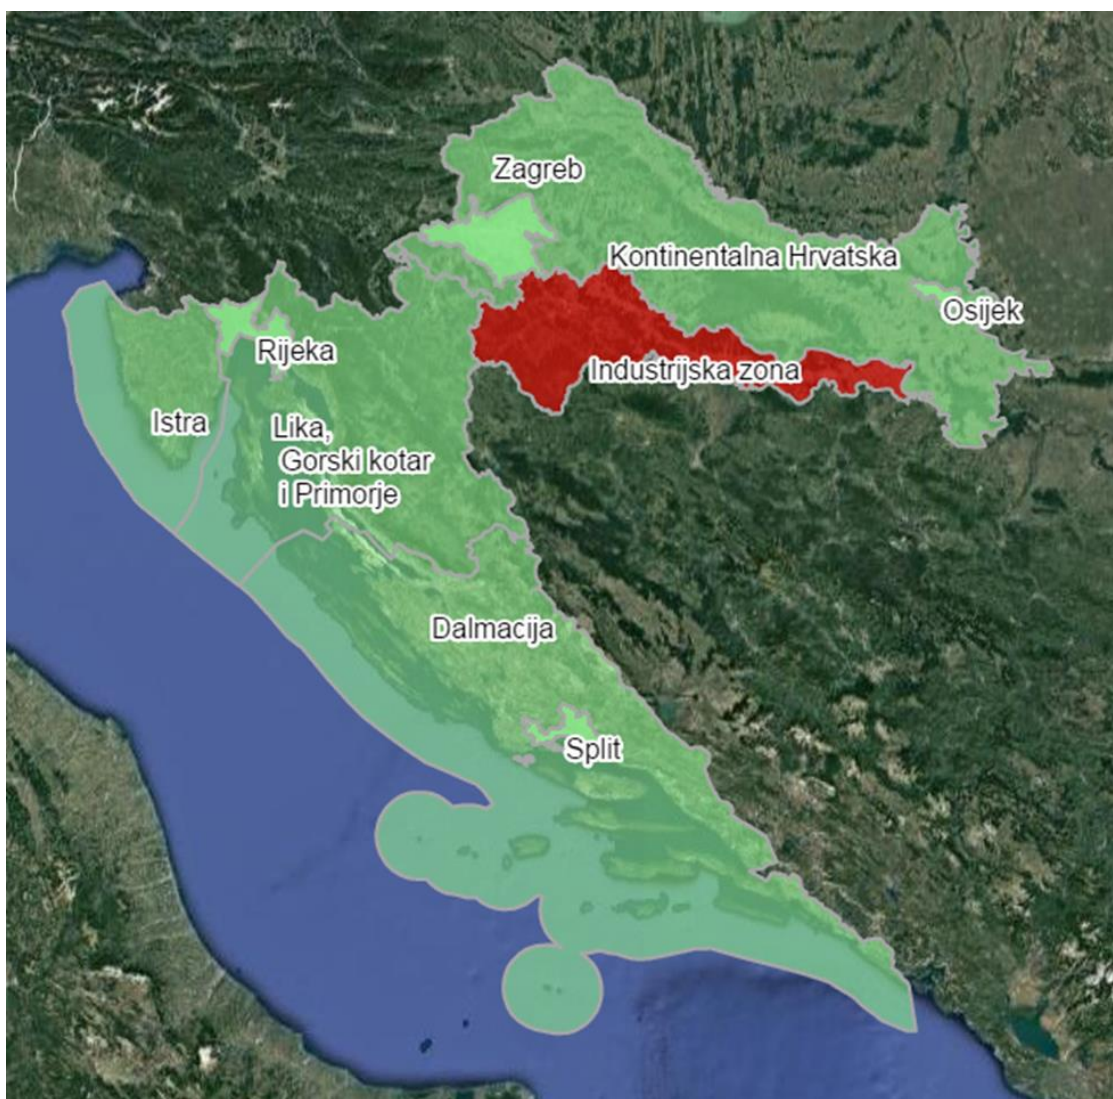 Zagreb
Kontinentalna Hrvatska
Osijek
Rijeka
Industrijska zona
Istra
Lika,
Gorski kotar
i Primorje
Dalmacija
Split